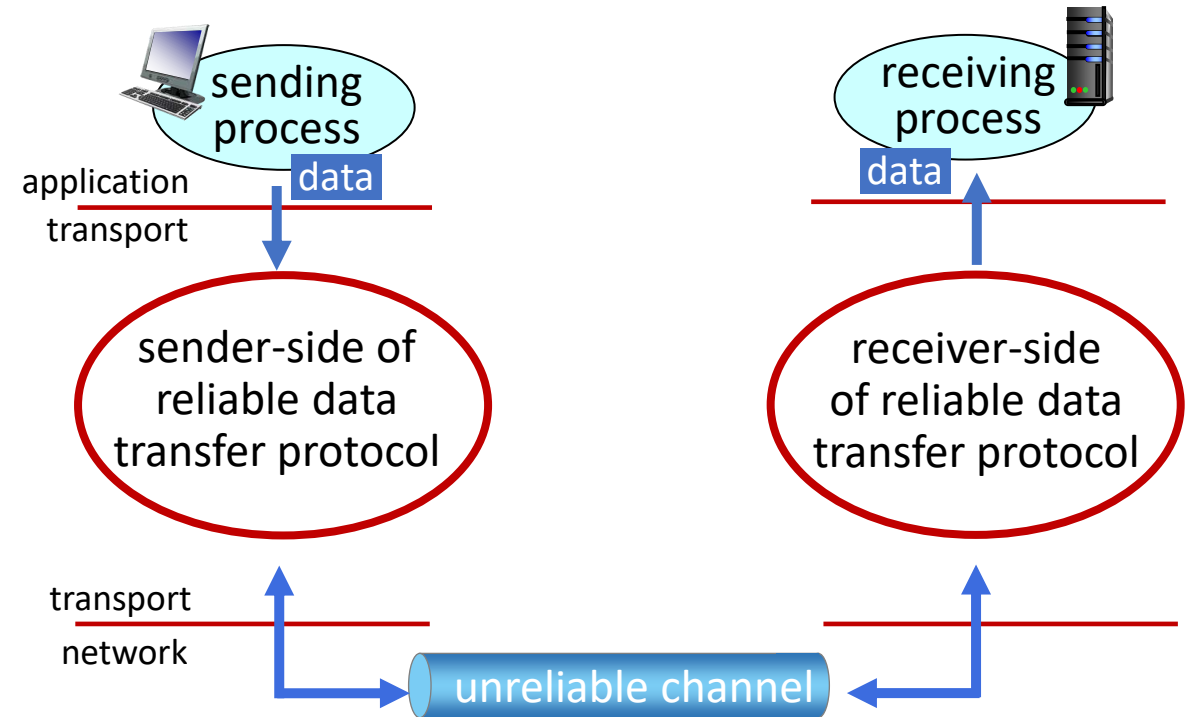 sending
process
data
application
transport
receiving
process
data
sender-side of
reliable data
transfer protocol
receiver-side
of reliable data
transfer protocol
transport
network
unreliable channel